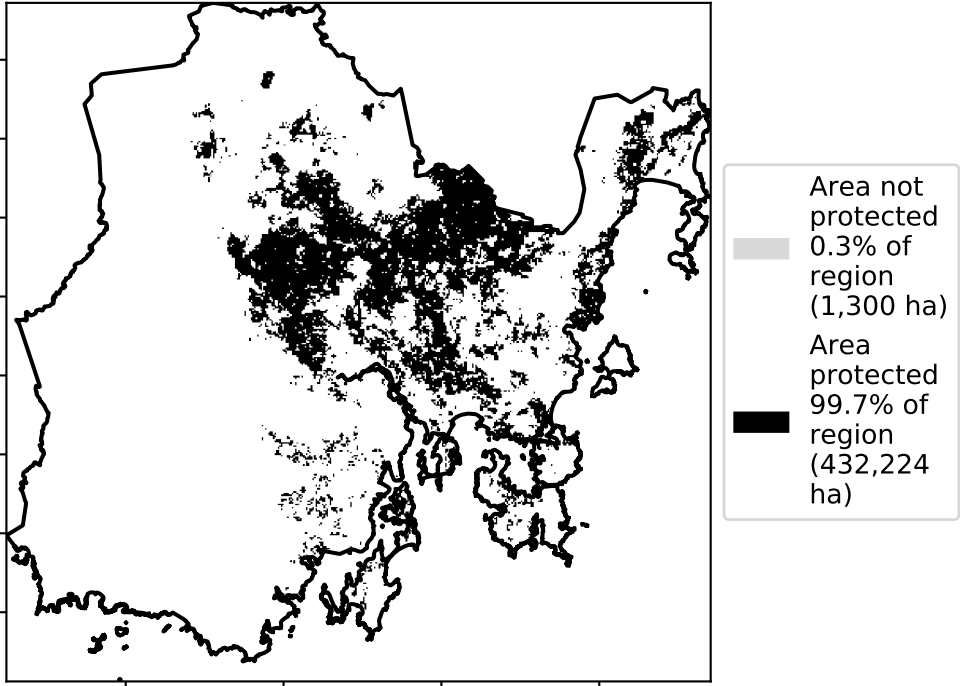 Area not
protected
0.3% of
region
(1,300 ha)
Area
protected
99.7% of
region
(432,224
ha)